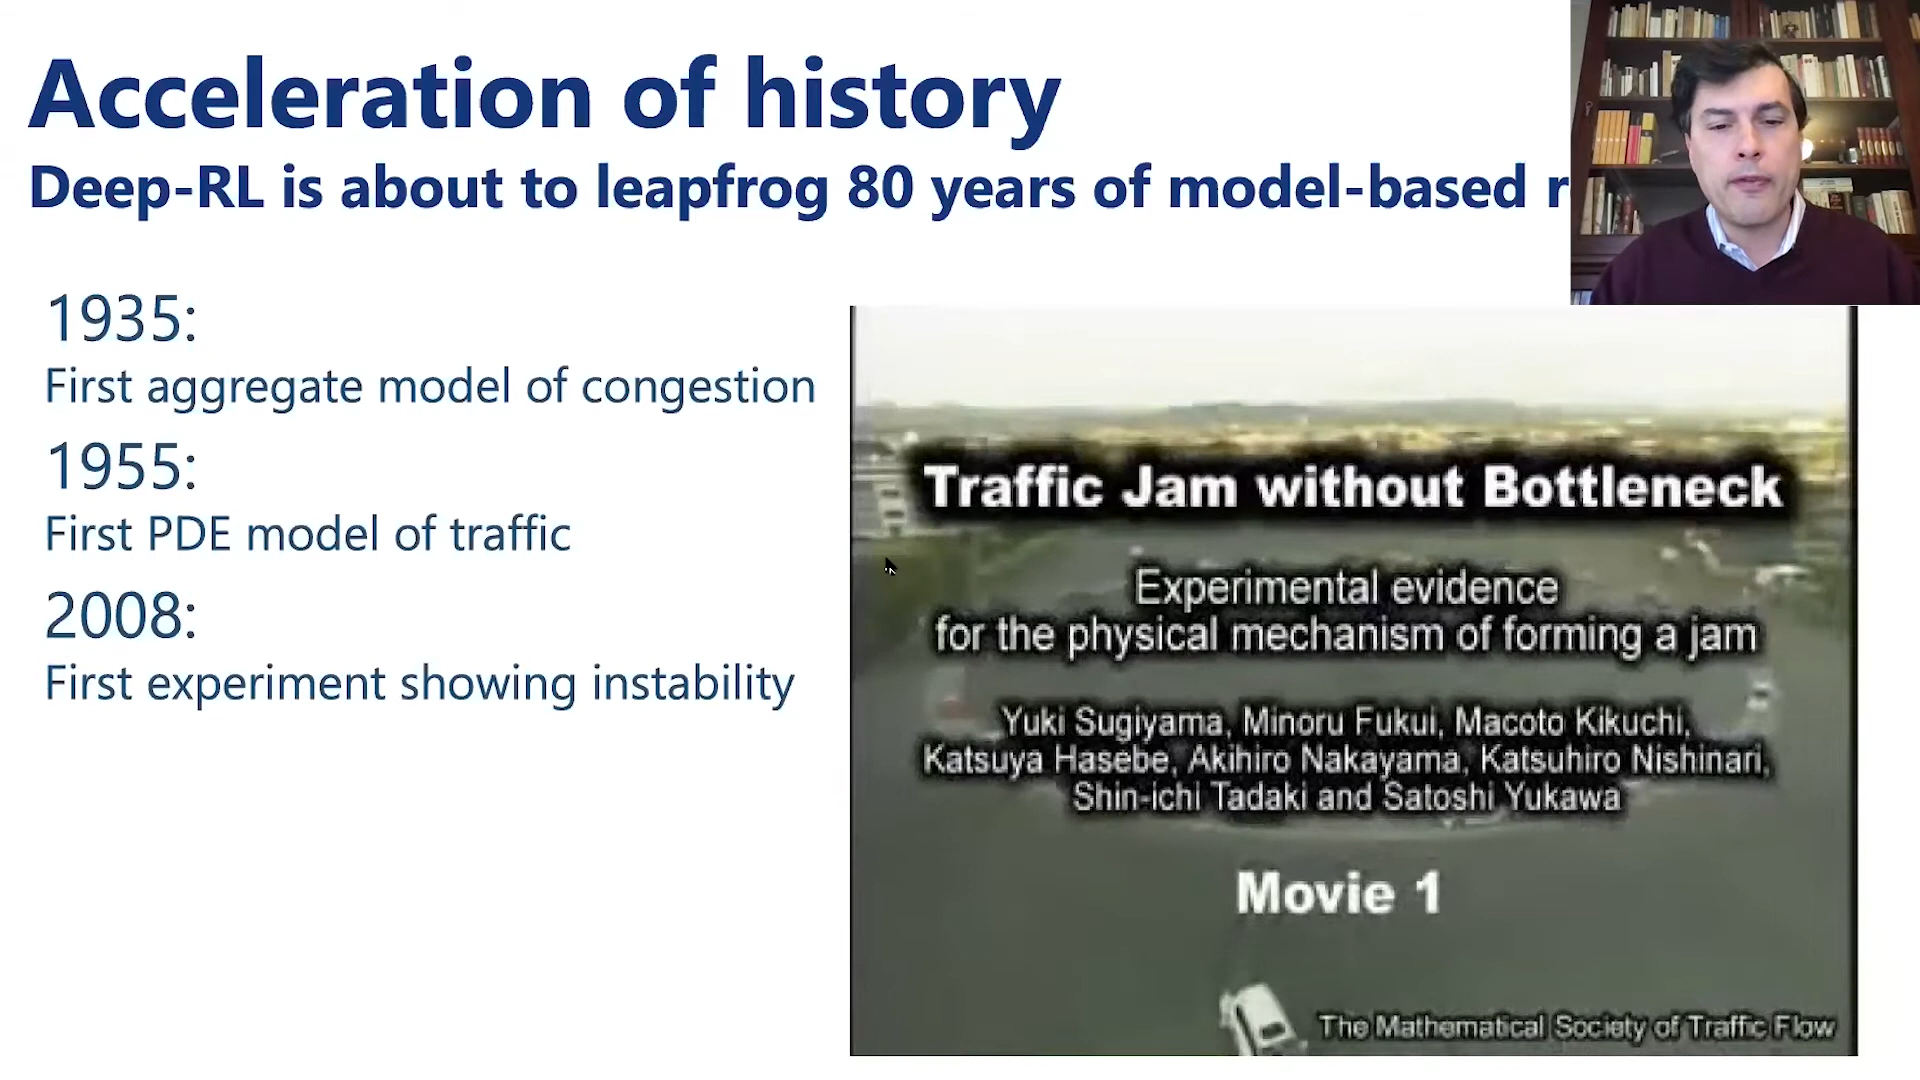 Acceleration of history
Deep-RL is about to leapfrog 80 years of model-based
1935:
First aggregate model of congestion
1955:
First PDE model of traffic
2008:
First experiment showing instability
Traffic Jam without Bottleneck
Experimental evidence
for the physical mechanism of forming a jam
Yuki Sugiyama, Minoru Fukui, Macoto Kikuchi,
Katsuya Hasebe, Akihiro Nakayama, Katsuhiro Nishinari,
Shin-ichi Tadaki and Satoshi Yukawa
Movie 1
The Mathematical Society of Traffic Flow